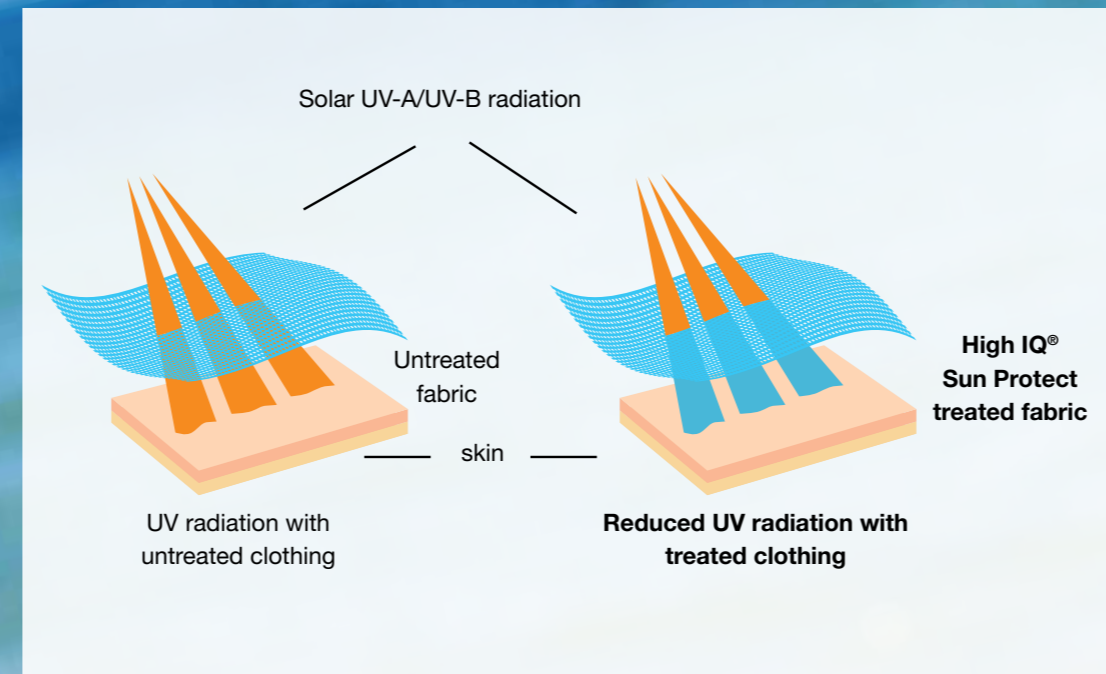 Solar UV-A/UV-B radiation
Untreated
fabric
High IQ®
Sun Protect
treated fabric
skin
UV radiation with
untreated clothing
Reduced UV radiation with
treated clothing